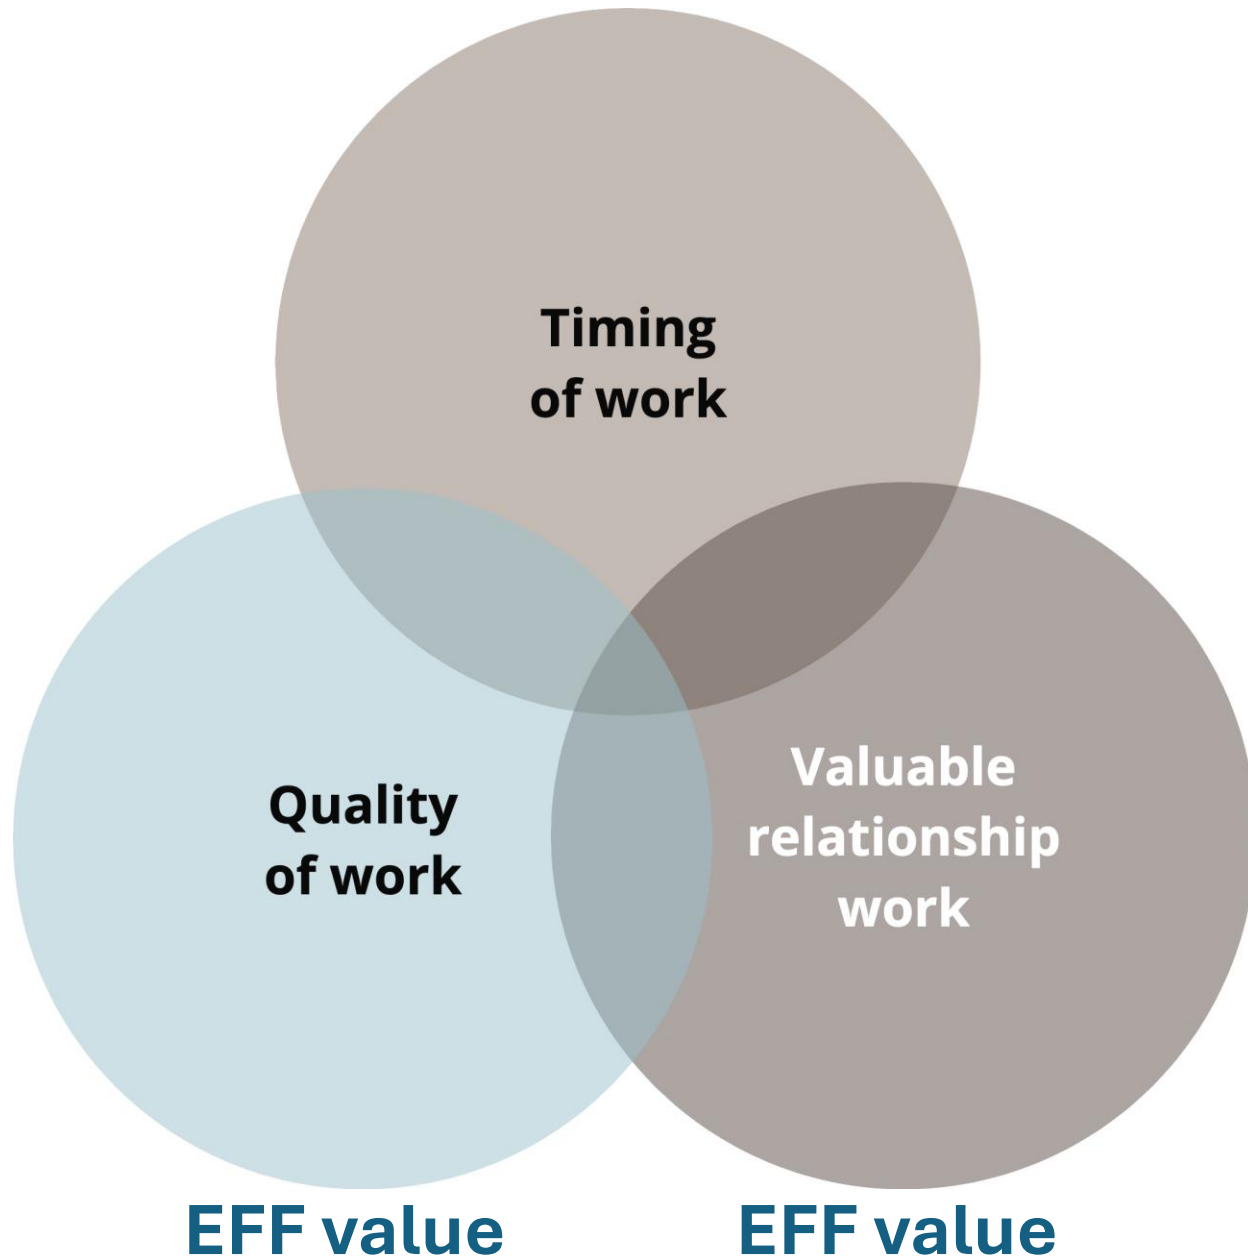 Timing
of work
Quality
of work
Valuable
relationship
work
EFF value
EFF value